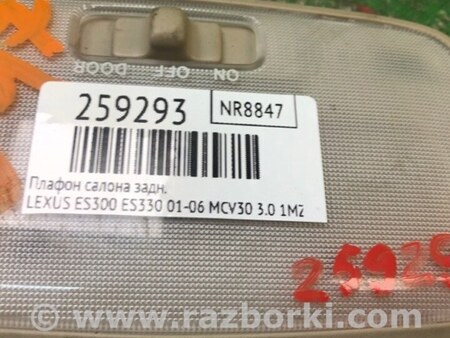 ON OFF DOOR
259293
NR8847
Плафон салона задн.
LEXUS ES300 ES330 01-06 MCV30 3.0 1MZ
25929
www.razborki.com